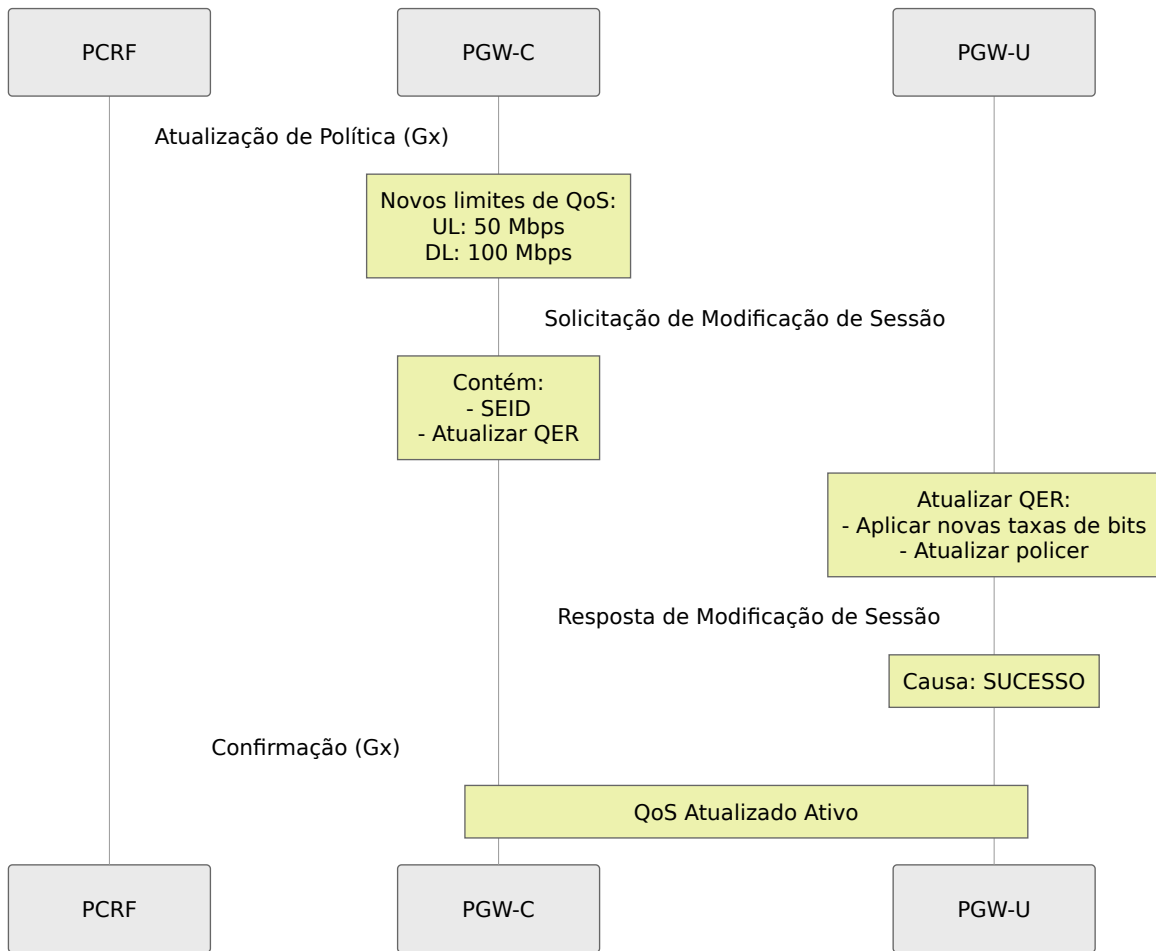 PCRF
PGW-C
PGW-U
Atualização de Política (Gx)
Novos limites de QoS:
UL: 50 Mbps
DL: 100 Mbps
Solicitação de Modificação de Sessão
Contém:
- SEID
- Atualizar QER
Atualizar QER:
- Aplicar novas taxas de bits
- Atualizar policer
Resposta de Modificação de Sessão
Causa: SUCESSO
Confirmação (Gx)
QoS Atualizado Ativo
PCRF
PGW-C
PGW-U